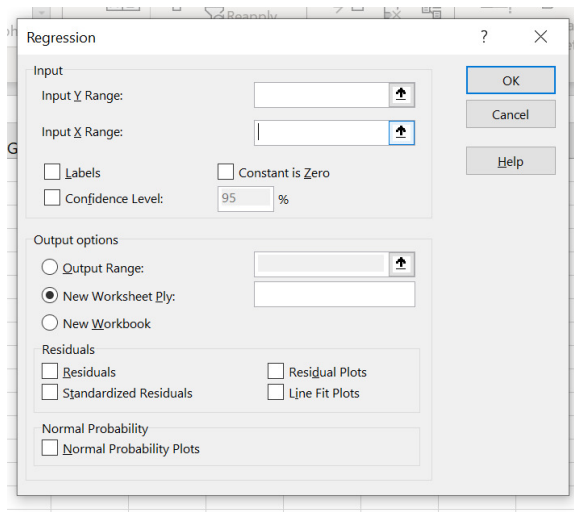 Reapply
Regression
?
Input
Input Y Range:
Input X Range:
Labels
Constant is Zero
Confidence Level:
95
%
OK
Cancel
Help
G
Output options
Output Range:
New Worksheet Ply:
New Workbook
Residuals
Residuals
Residual Plots
Standardized Residuals
Line Fit Plots
Normal Probability
Normal Probability Plots